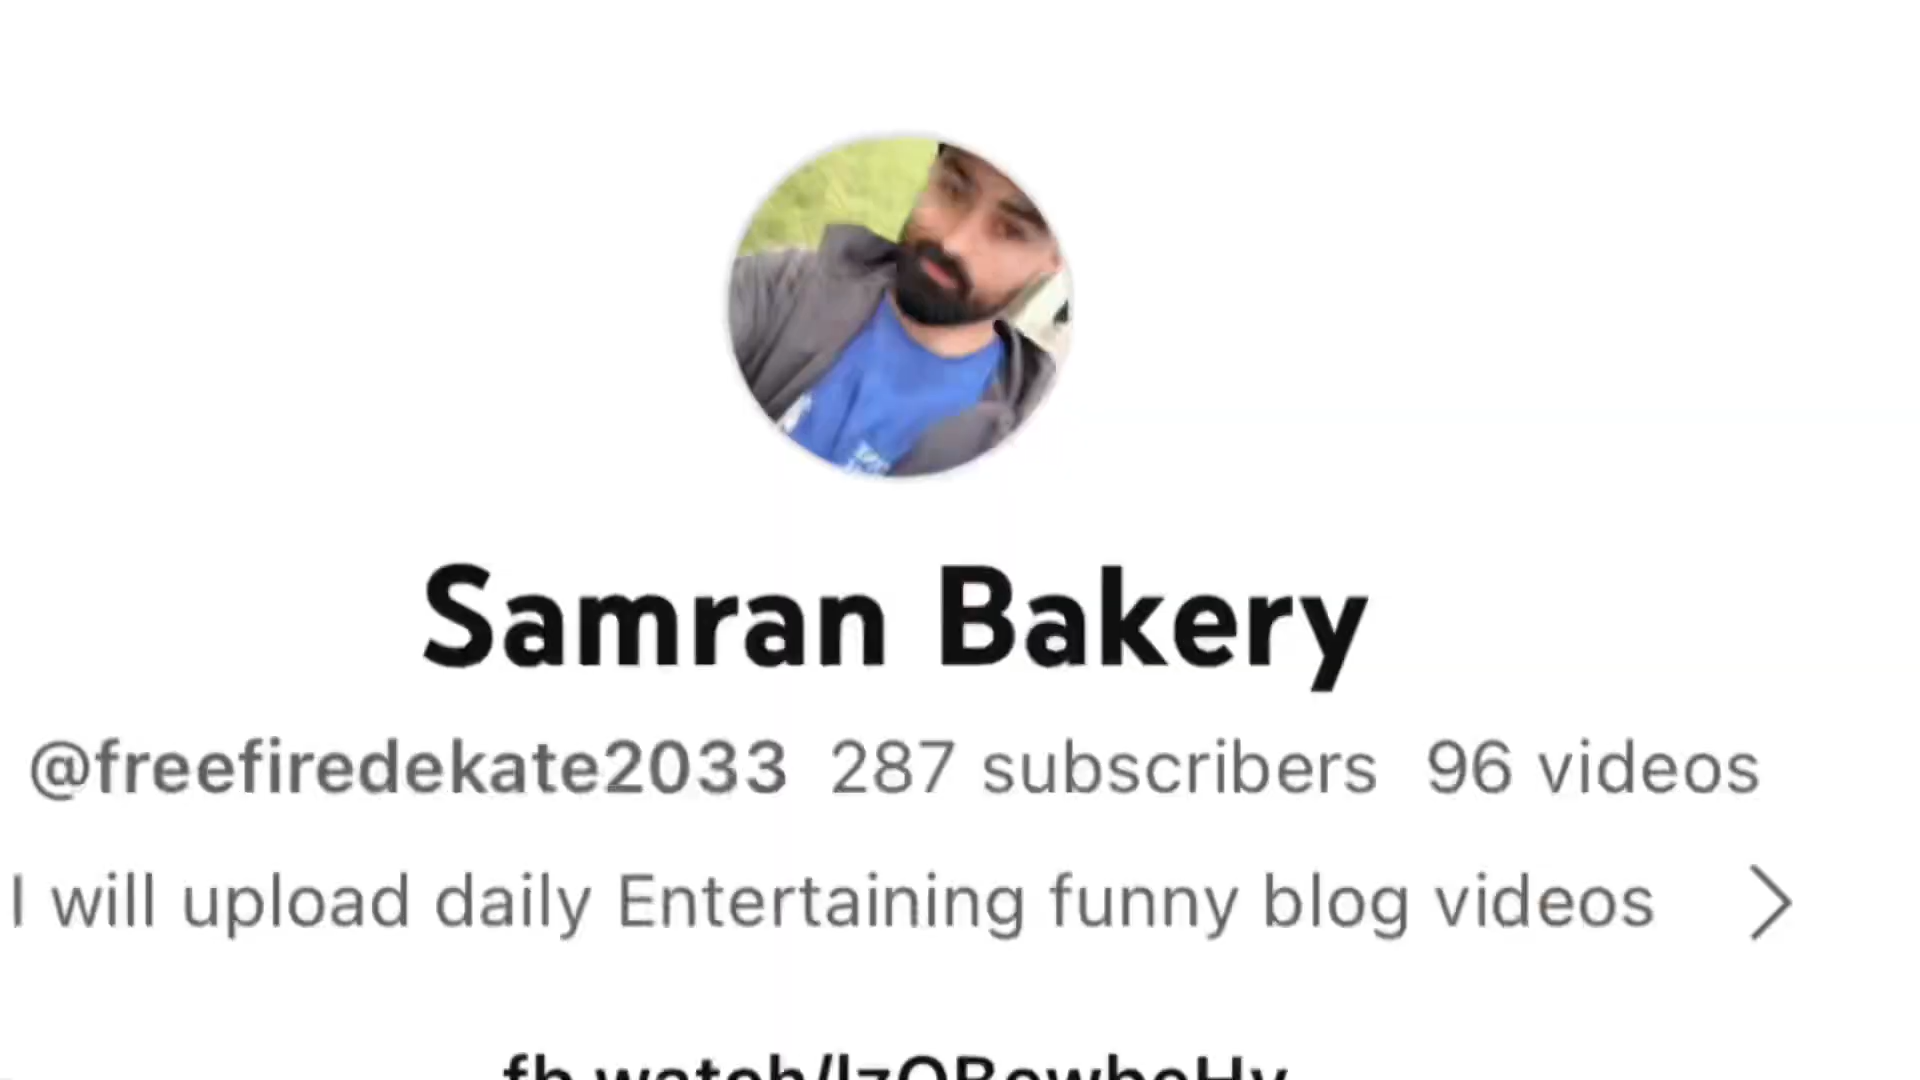 Samran Bakery
@freefiredekate2033 287 subscribers 96 videos
I will upload daily Entertaining funny blog videos